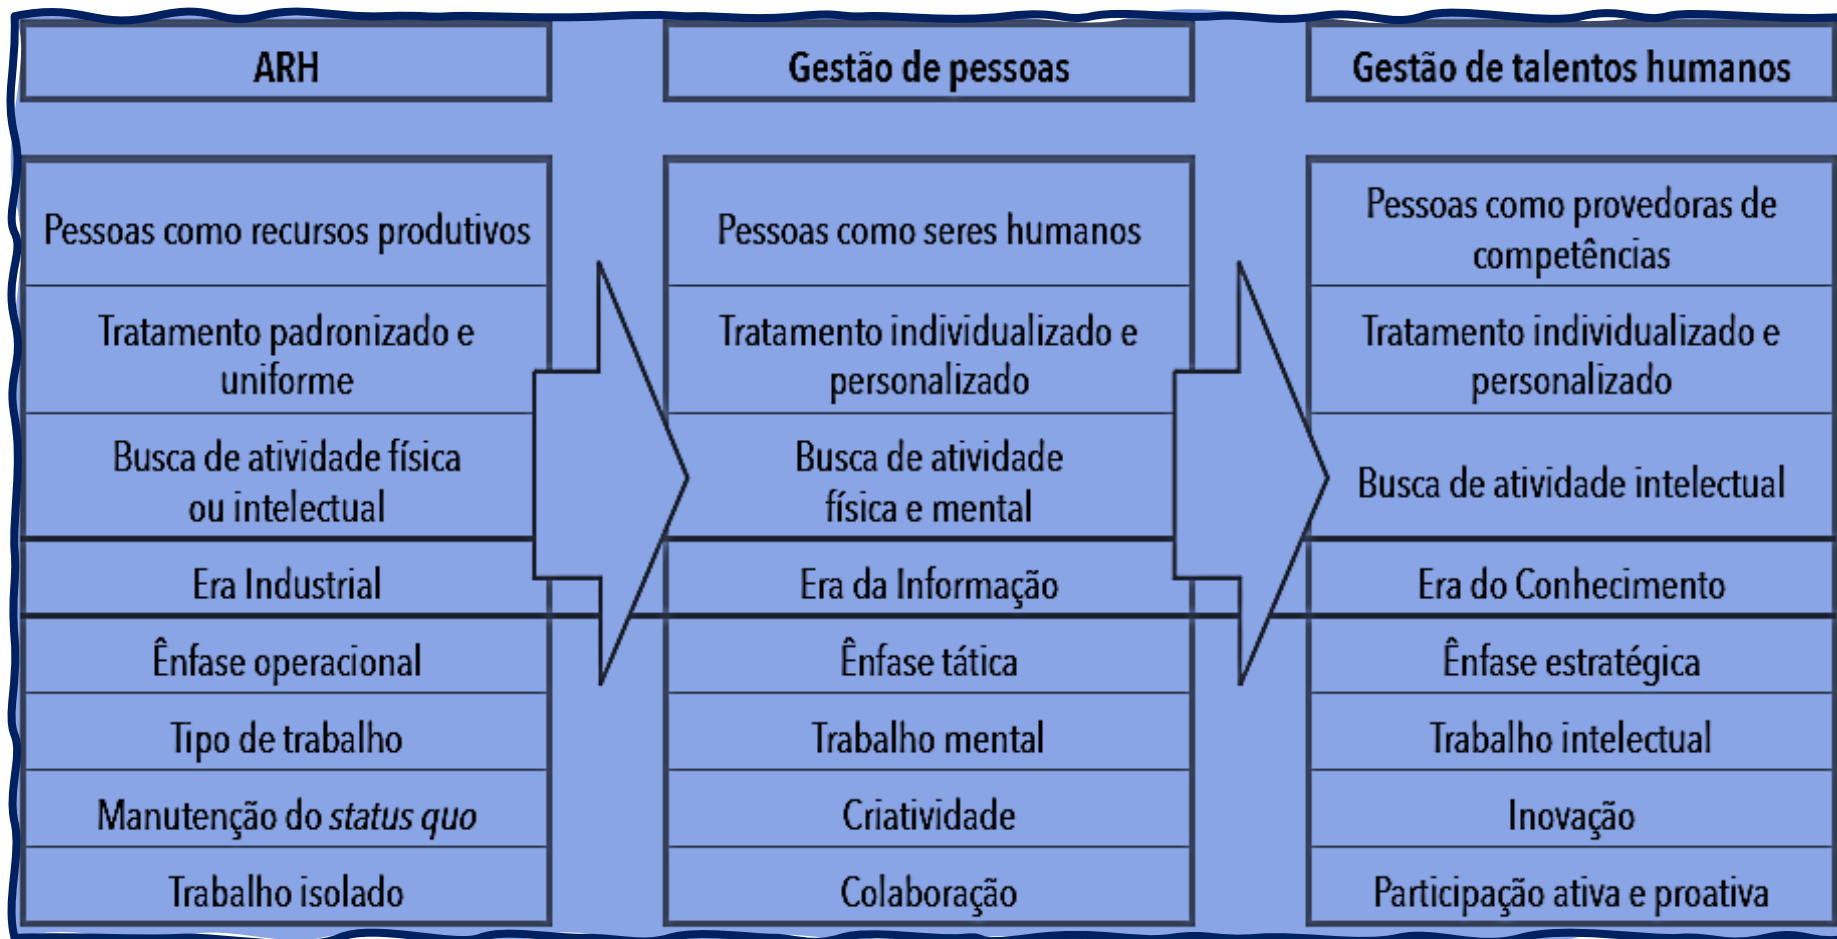 ARH
Pessoas como recursos produtivos
Tratamento padronizado e
uniforme
Busca de atividade física
ou intelectual
Era Industrial
Ênfase operacional
Tipo de trabalho
Manutenção do status quo
Trabalho isolado
Gestão de pessoas
Pessoas como seres humanos
Tratamento individualizado e
personalizado
Busca de atividade
física e mental
Era da Informação
Ênfase tática
Trabalho mental
Criatividade
Colaboração
Gestão de talentos humanos
Pessoas como provedoras de
competências
Tratamento individualizado e
personalizado
Busca de atividade intelectual
Era do Conhecimento
Ênfase estratégica
Trabalho intelectual
Inovação
Participação ativa e proativa